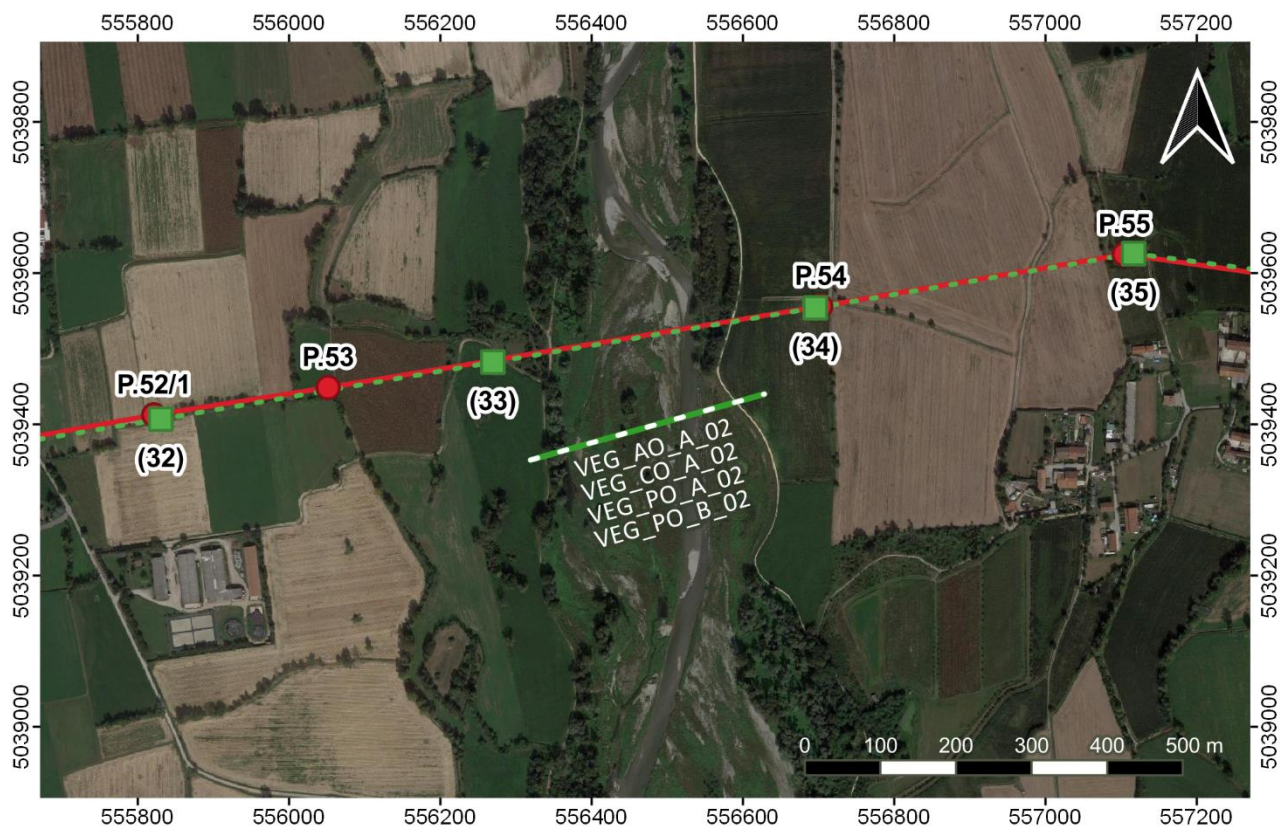 555800 556000 556200 556400 556600 556800 557000 557200
5039800 5039800
5039600 5039600
5039400 5039400
5039200 5039200
5039000 5039000
P.55
P.54
(35)
(34)
P.53
P.52/1
(33)
(32)
VEG_AO_A_02
VEG_CO_A_02
VEG_PO_A_02
VEG_PO_B_02
0 100 200 300 400 500 m
555800 556000 556200 556400 556600 556800 557000 557200